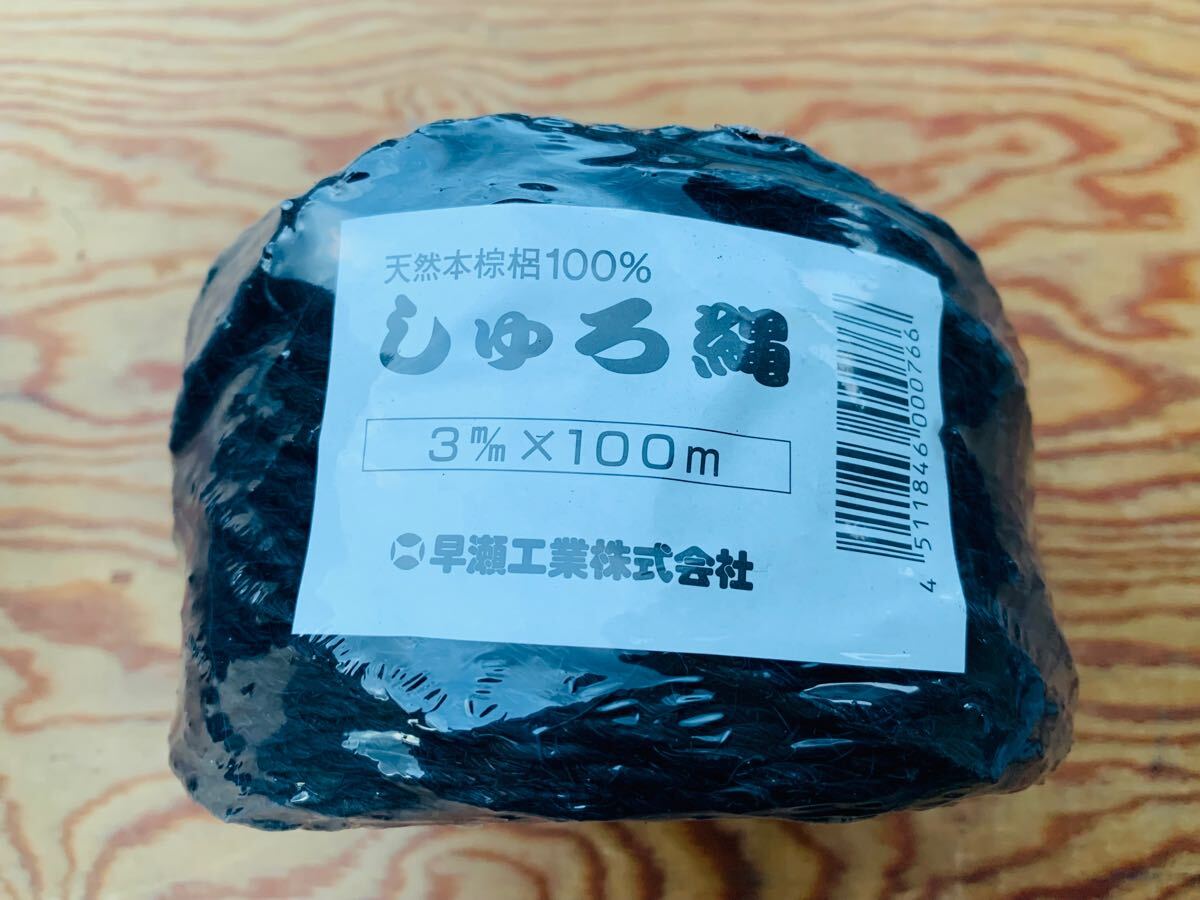 天然本棕梠100%
しゅろ縄
3㎜×100m
早瀬工業株式会社
4 511846 000766